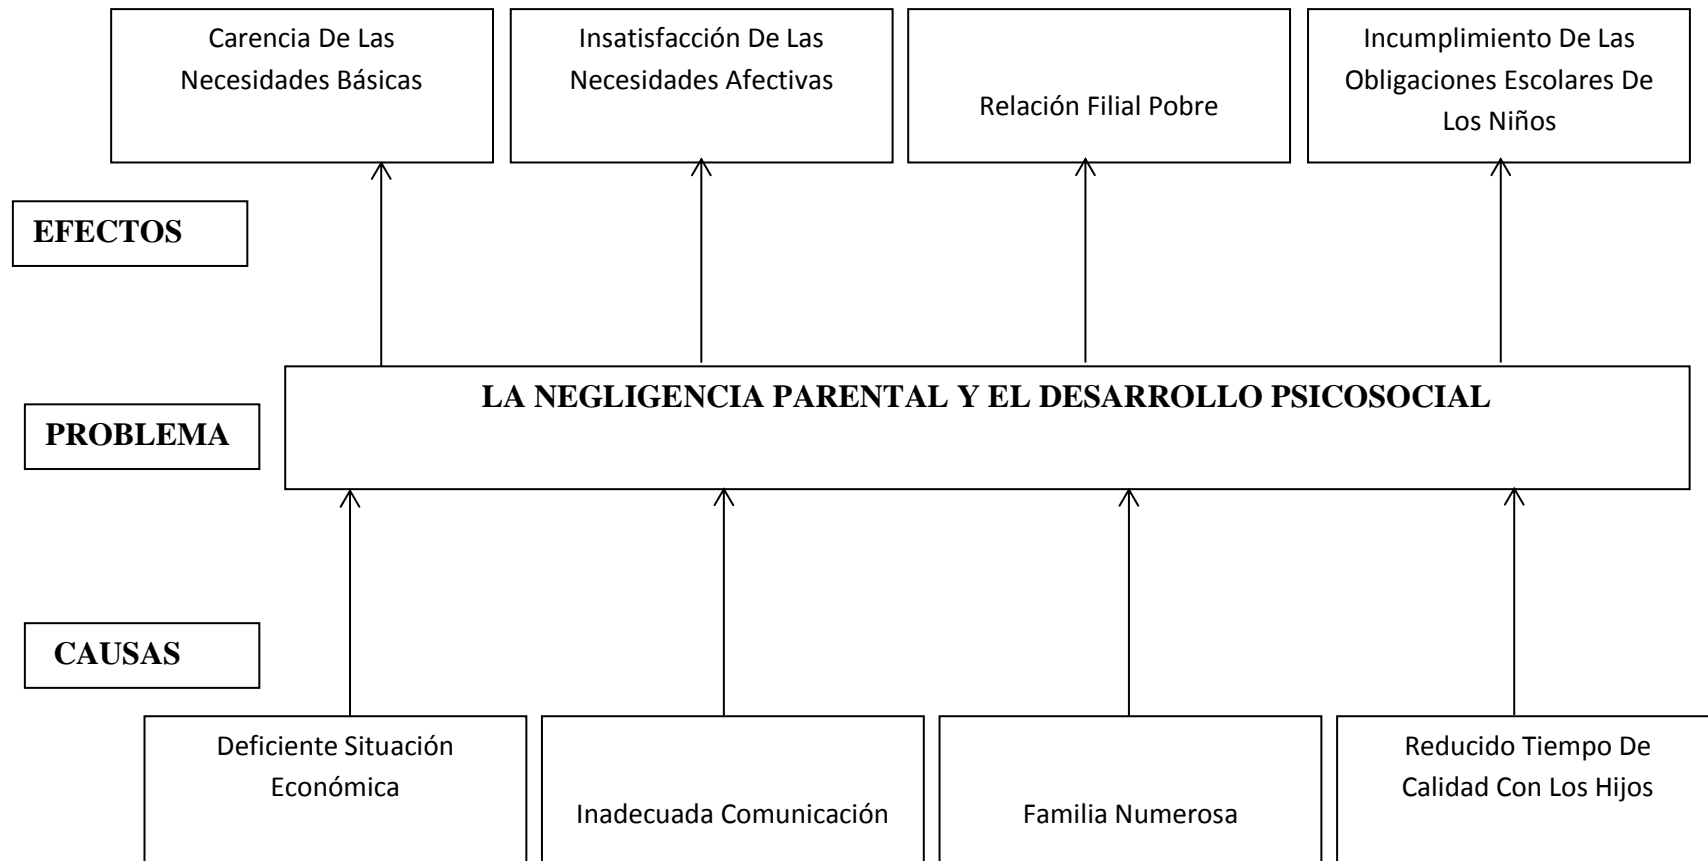 Carencia De Las
Necesidades Básicas
Insatisfacción De Las
Necesidades Afectivas
Relación Filial Pobre
Incumplimiento De Las
Obligaciones Escolares De
Los Niños
EFECTOS
LA NEGLIGENCIA PARENTAL Y EL DESARROLLO PSICOSOCIAL
PROBLEMA
CAUSAS
Deficiente Situación
Económica
Inadecuada Comunicación
Familia Numerosa
Reducido Tiempo De
Calidad Con Los Hijos